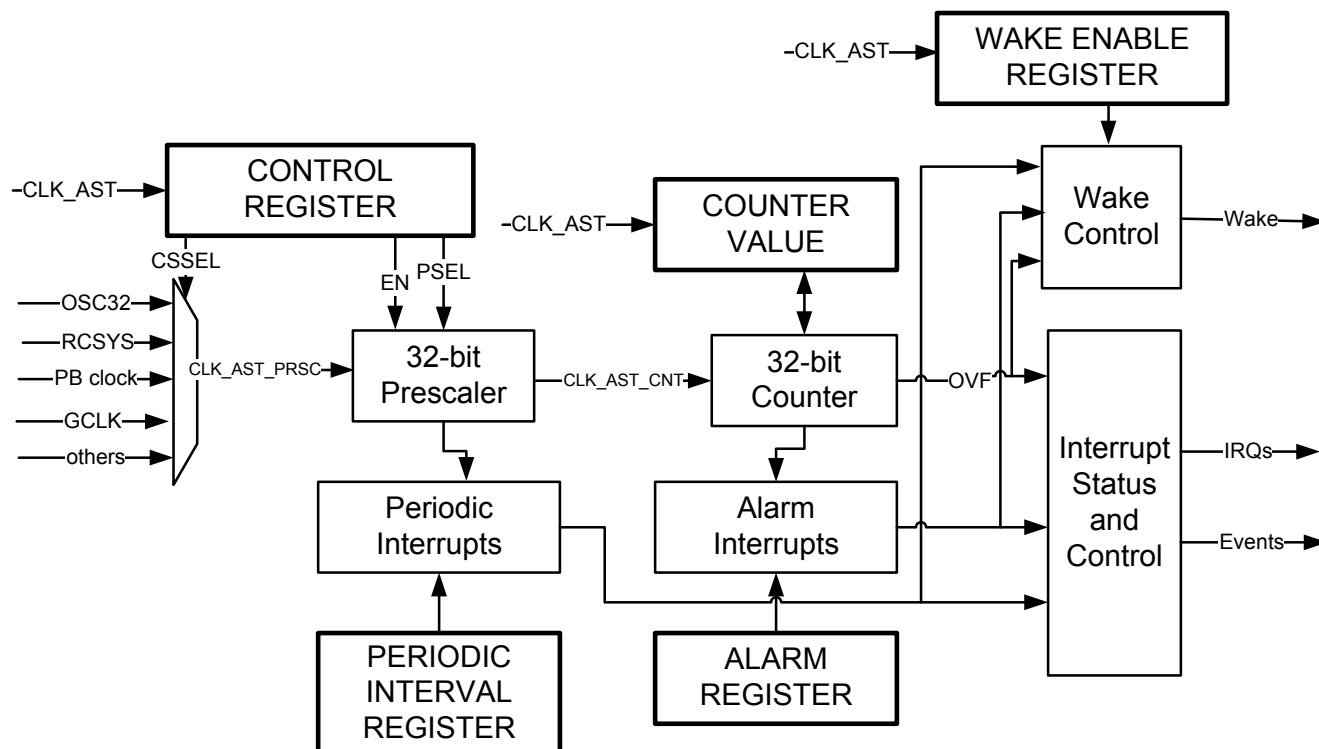 CLK_AST
WAKE ENABLE
REGISTER
CLK_AST
CONTROL
REGISTER
CLK_AST
COUNTER
VALUE
Wake
Control
Wake
CSSEL
EN
PSEL
OSC32
RCSYS
PB clock
GCLK
others
CLK_AST_PRSC
32-bit
Prescaler
CLK_AST_CNT
32-bit
Counter
OVF
Periodic
Interrupts
Alarm
Interrupts
Interrupt
Status
and
Control
IRQs
Events
PERIODIC
INTERVAL
REGISTER
ALARM
REGISTER